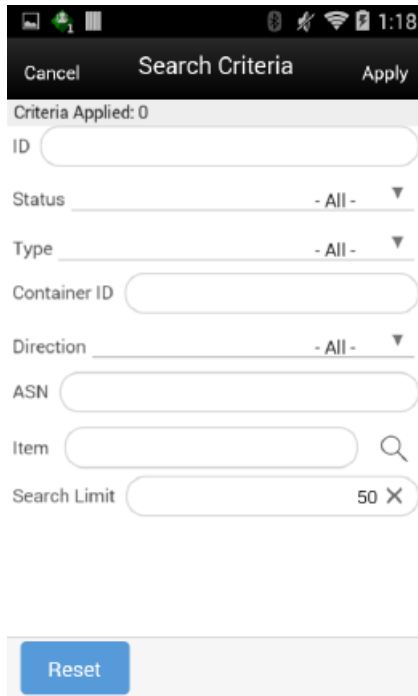 1
1:18
Cancel Search Criteria Apply
Criteria Applied: 0
ID
Status - All -
Type - All -
Container ID
Direction - All -
ASN
Item
Search Limit 50
Reset